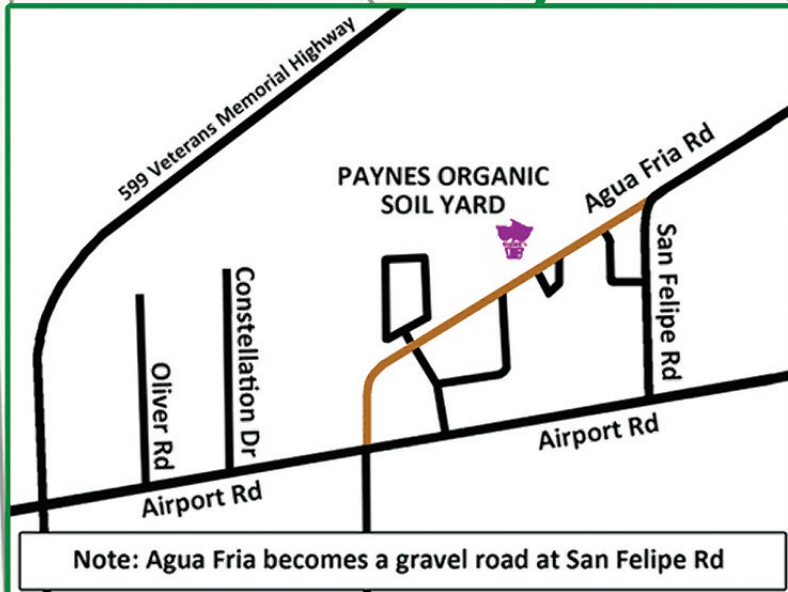 599 Veterans Memorial Highway
PAYNES ORGANIC
SOIL YARD
Agua Fria Rd
San Felipe Rd
Constellation Dr
Oliver Rd
Airport Rd
Airport Rd
Note: Agua Fria becomes a gravel road at San Felipe Rd